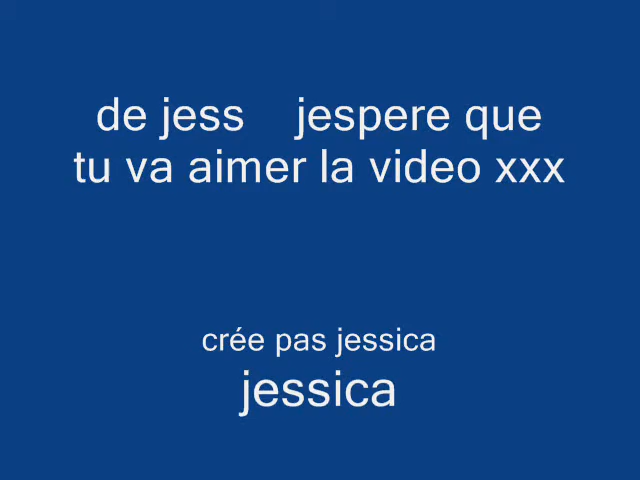 de jess    jespere que
tu va aimer la video xxx
crée pas jessica
jessica